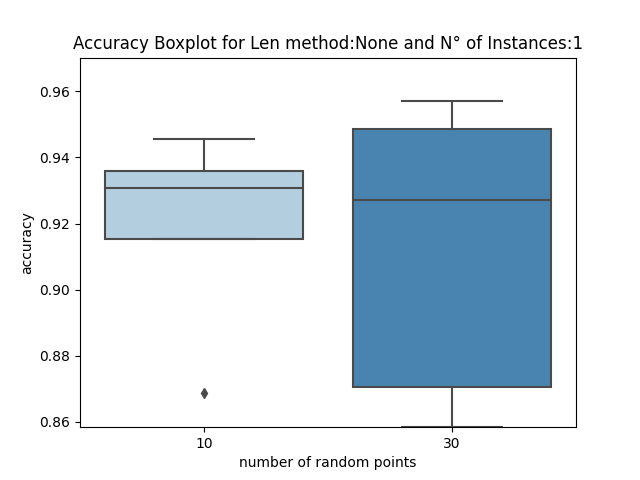 Accuracy Boxplot for Len method:None and N° of Instances:1
0.96
0.94
0.92
0.90
0.88
0.86
accuracy
10
30
number of random points